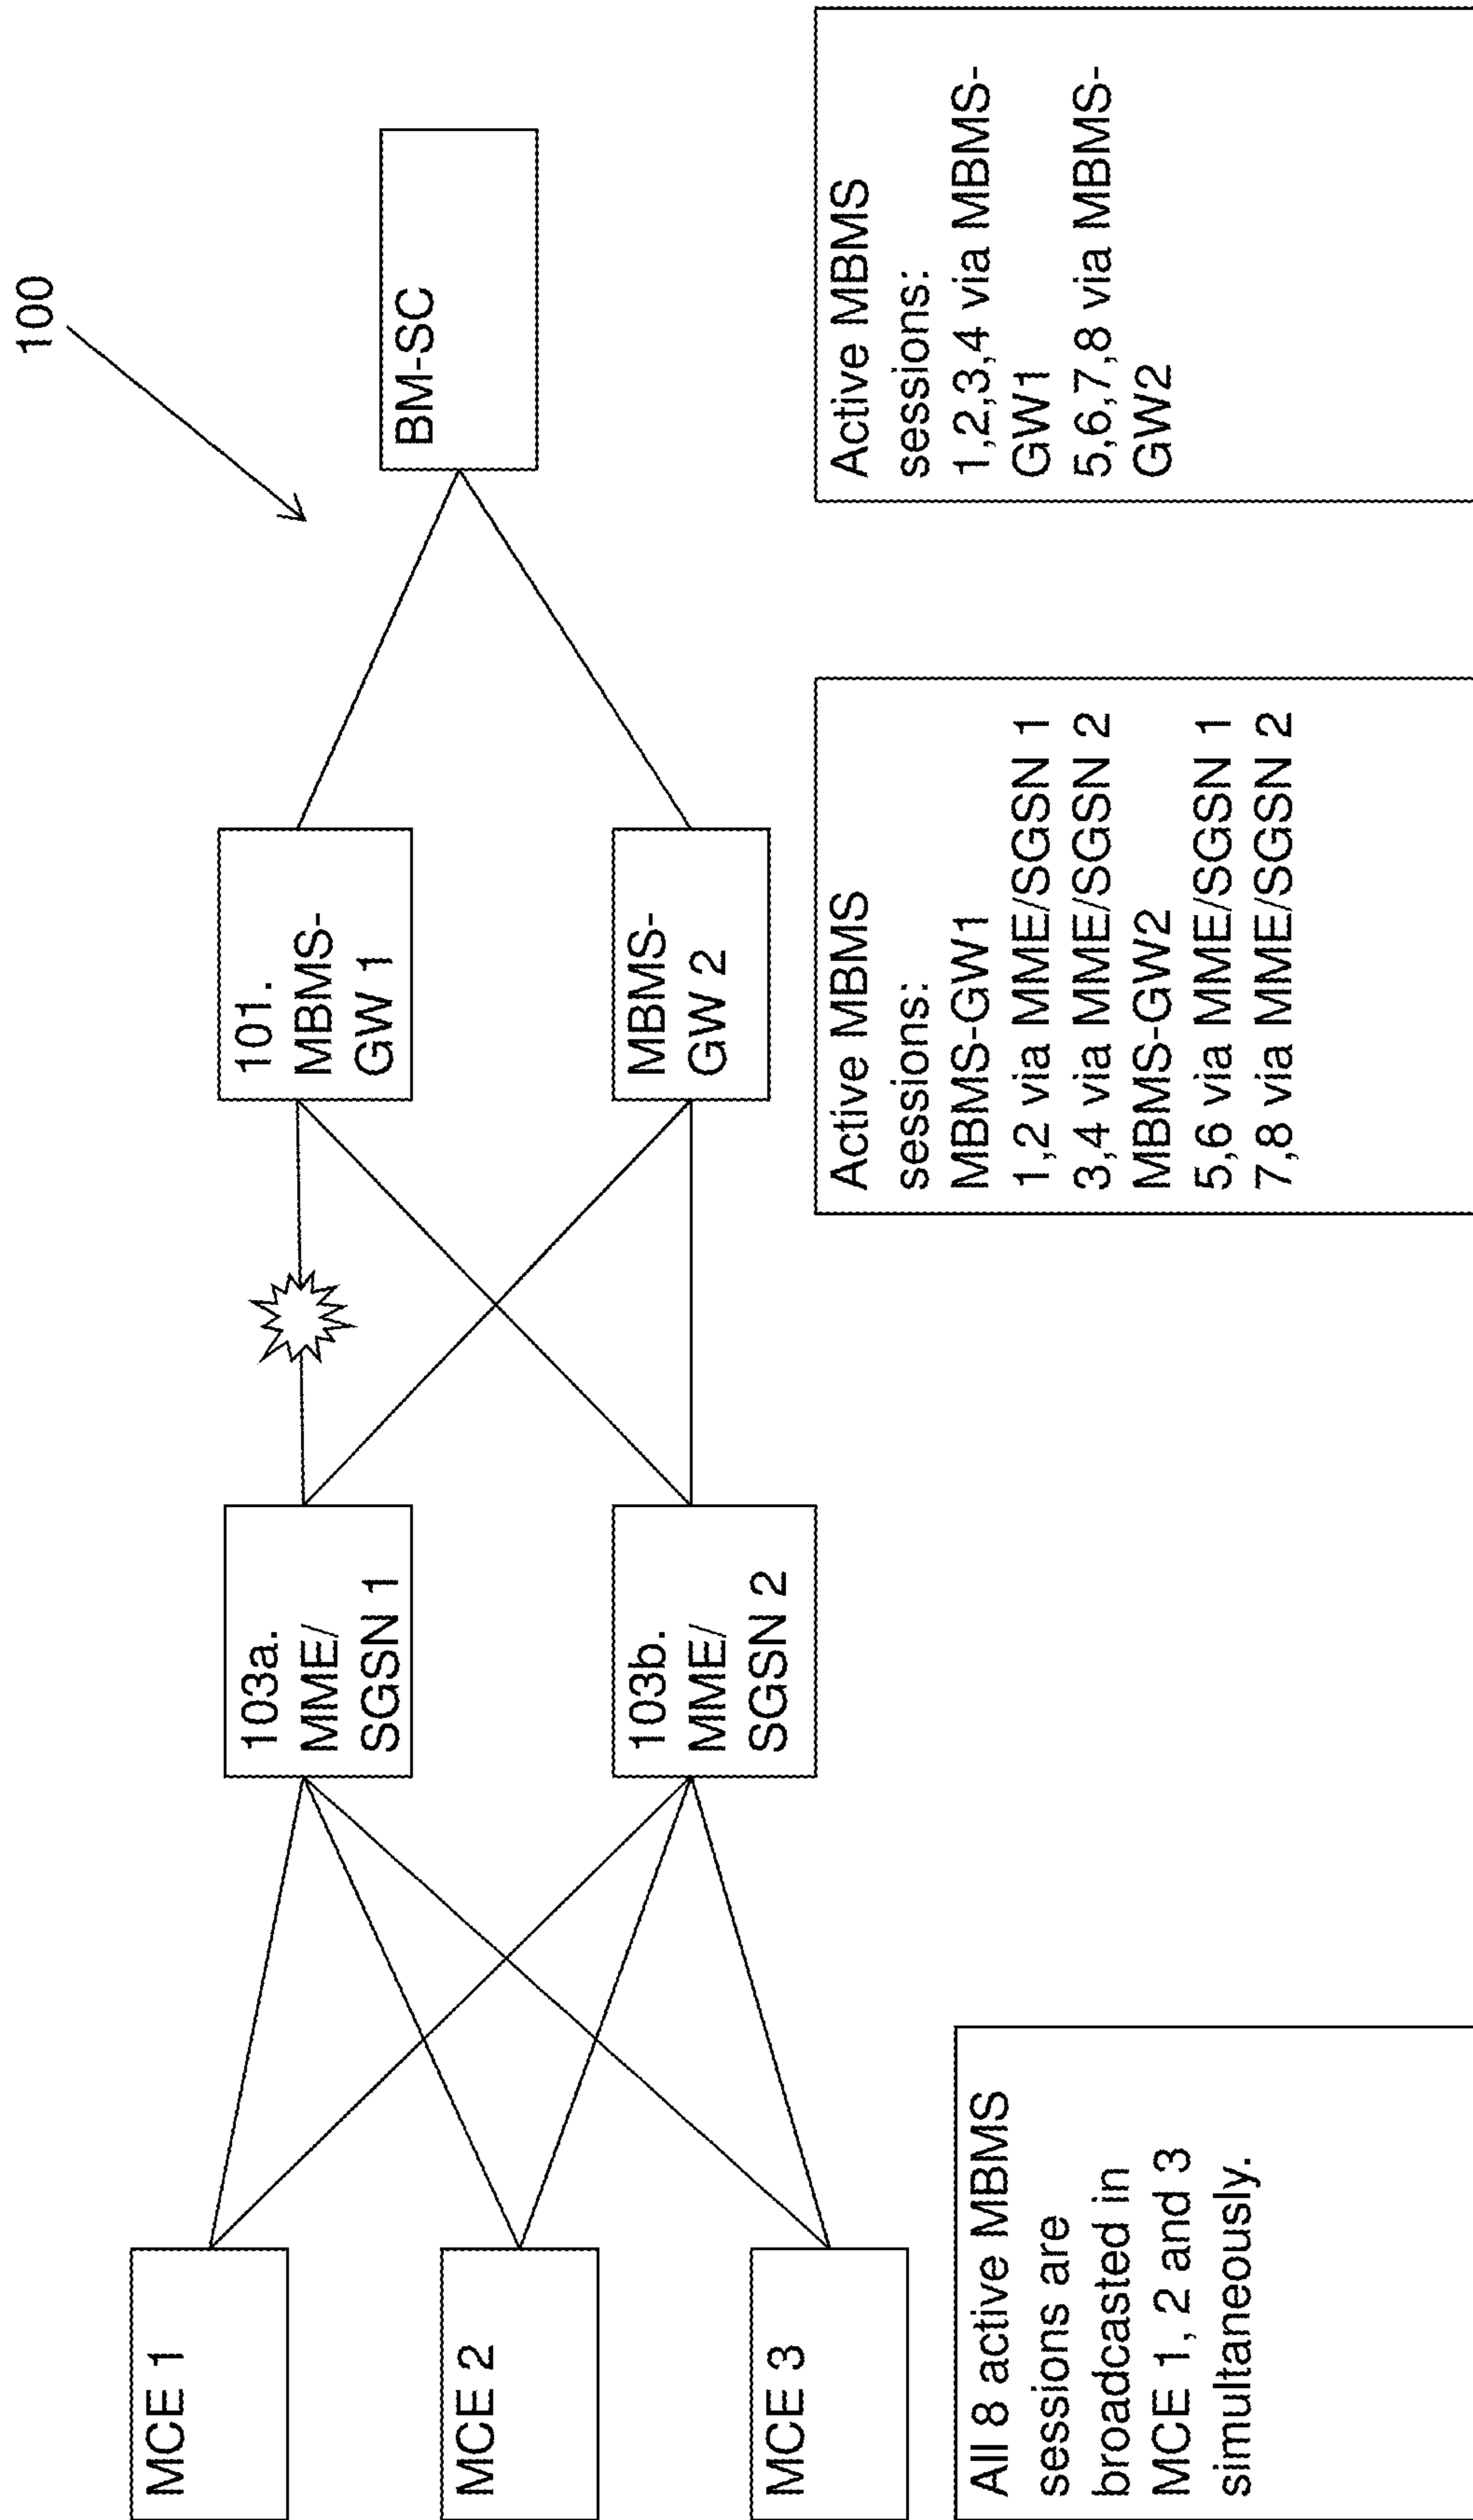 100
MCE 1
MCE 2
MCE 3
103a.
MME/
SGSN 1
103b.
MME/
SGSN 2
101.
MBMS-
GW 1
MBMS-
GW 2
BM-SC
All 8 active MBMS
sessions are
broadcasted in
MCE 1, 2 and 3
simultaneously.
Active MBMS
sessions:
MBMS-GW1
1,2 via MME/SGSN 1
3,4 via MME/SGSN 2
MBMS-GW2
5,6 via MME/SGSN 1
7,8 via MME/SGSN 2
Active MBMS
sessions:
1,2,3,4 via MBMS-
GW1
5,6,7,8 via MBMS-
GW2